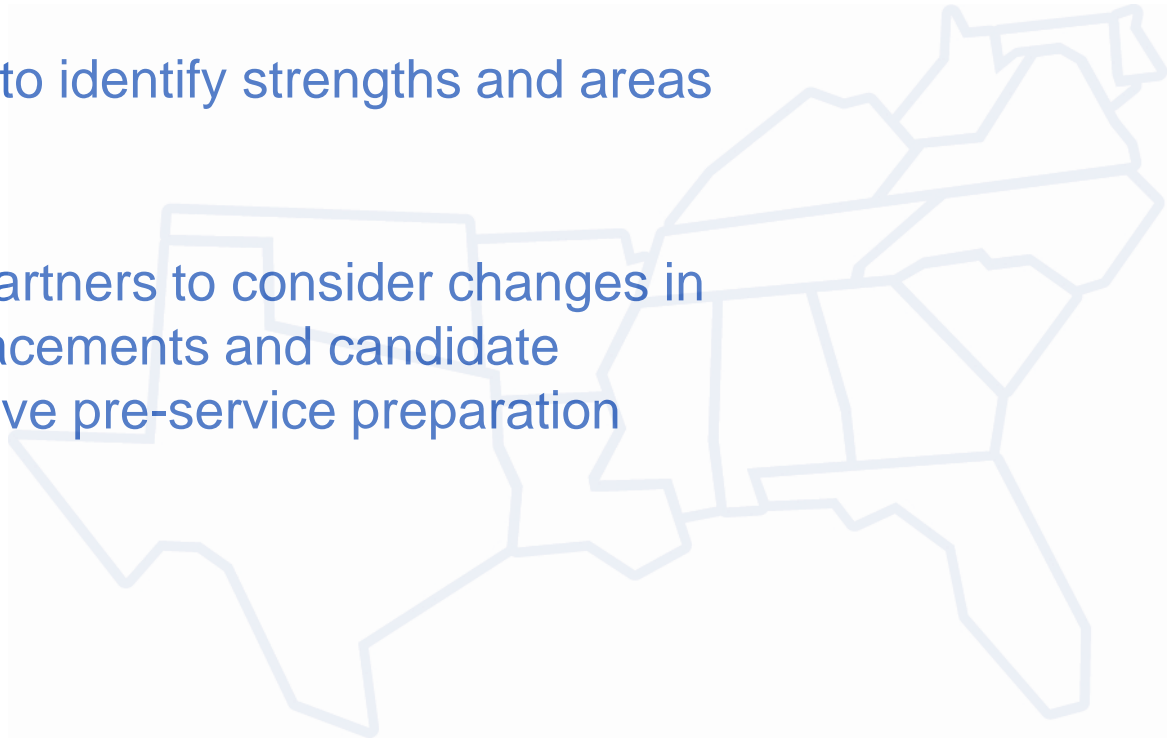 to identify strengths and areas
artners to consider changes in
acements and candidate
ve pre-service preparation